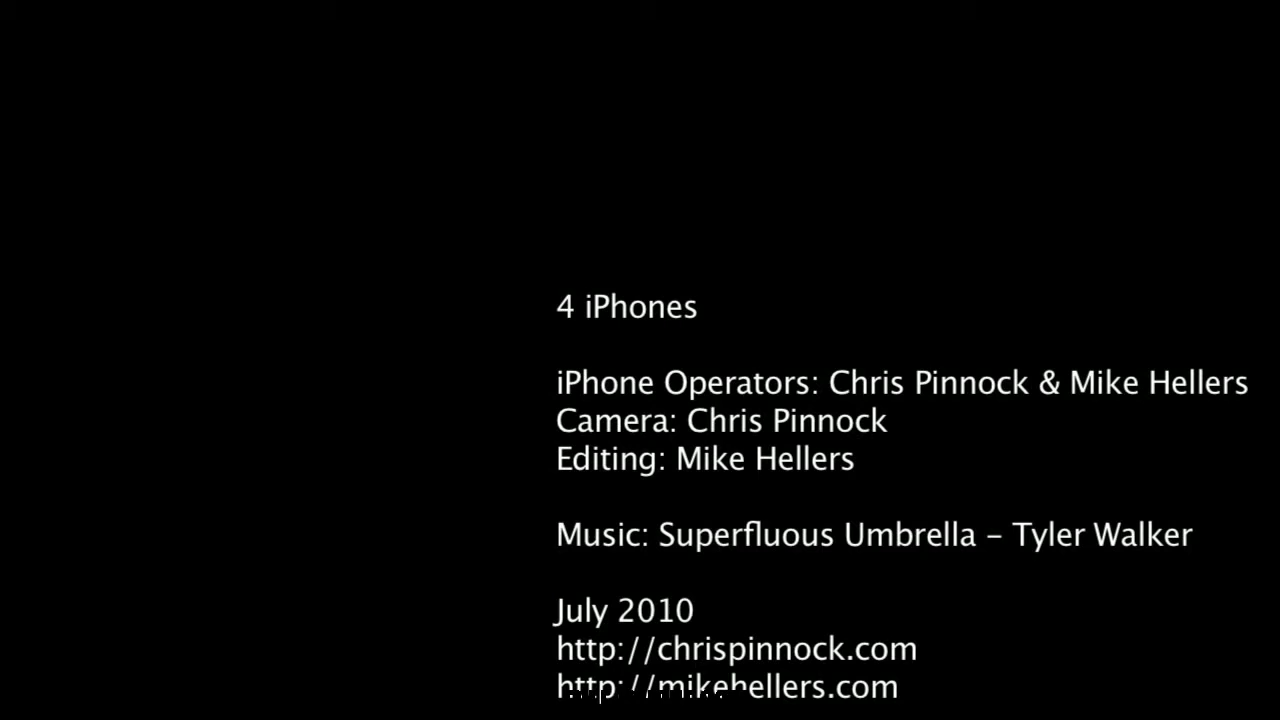 4 iPhones
iPhone Operators: Chris Pinnock & Mike Hellers
Camera: Chris Pinnock
Editing: Mike Hellers
Music: Superfluous Umbrella – Tyler Walker
July 2010
http://chrispinnock.com
http://mikehellers.com